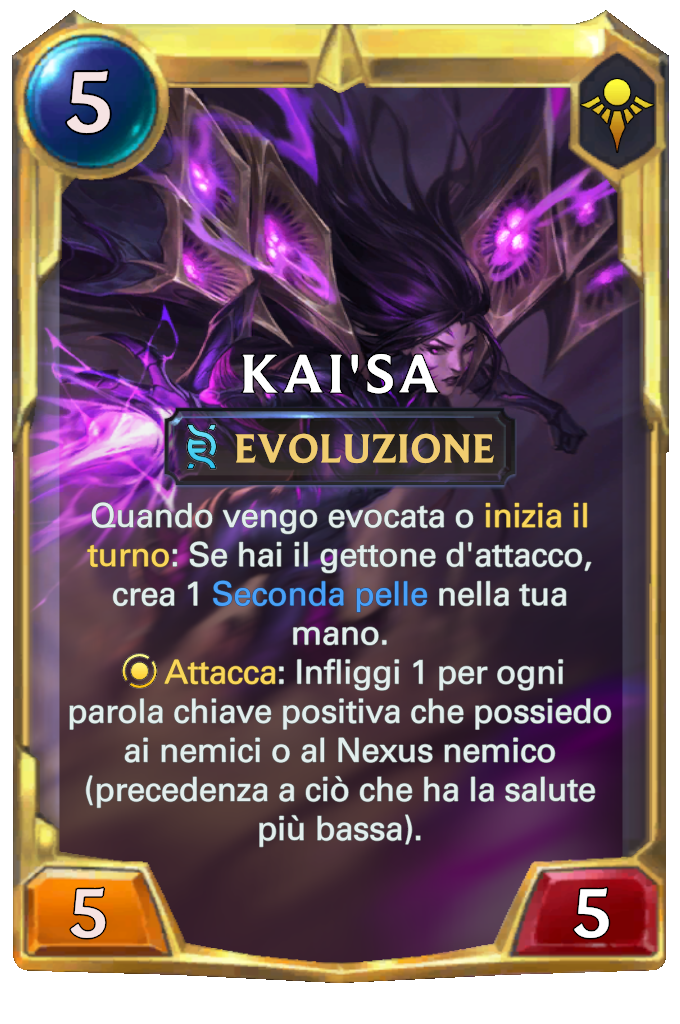 5
KAI'SA
EVOLUZIONE
Quando vengo evocata o inizia il
turno: Se hai il gettone d'attacco,
crea 1 Seconda pelle nella tua
mano.
Attacca: Infliggi 1 per ogni
parola chiave positiva che possiedo
ai nemici o al Nexus nemico
(precedenza a ciò che ha la salute
più bassa).
5 5